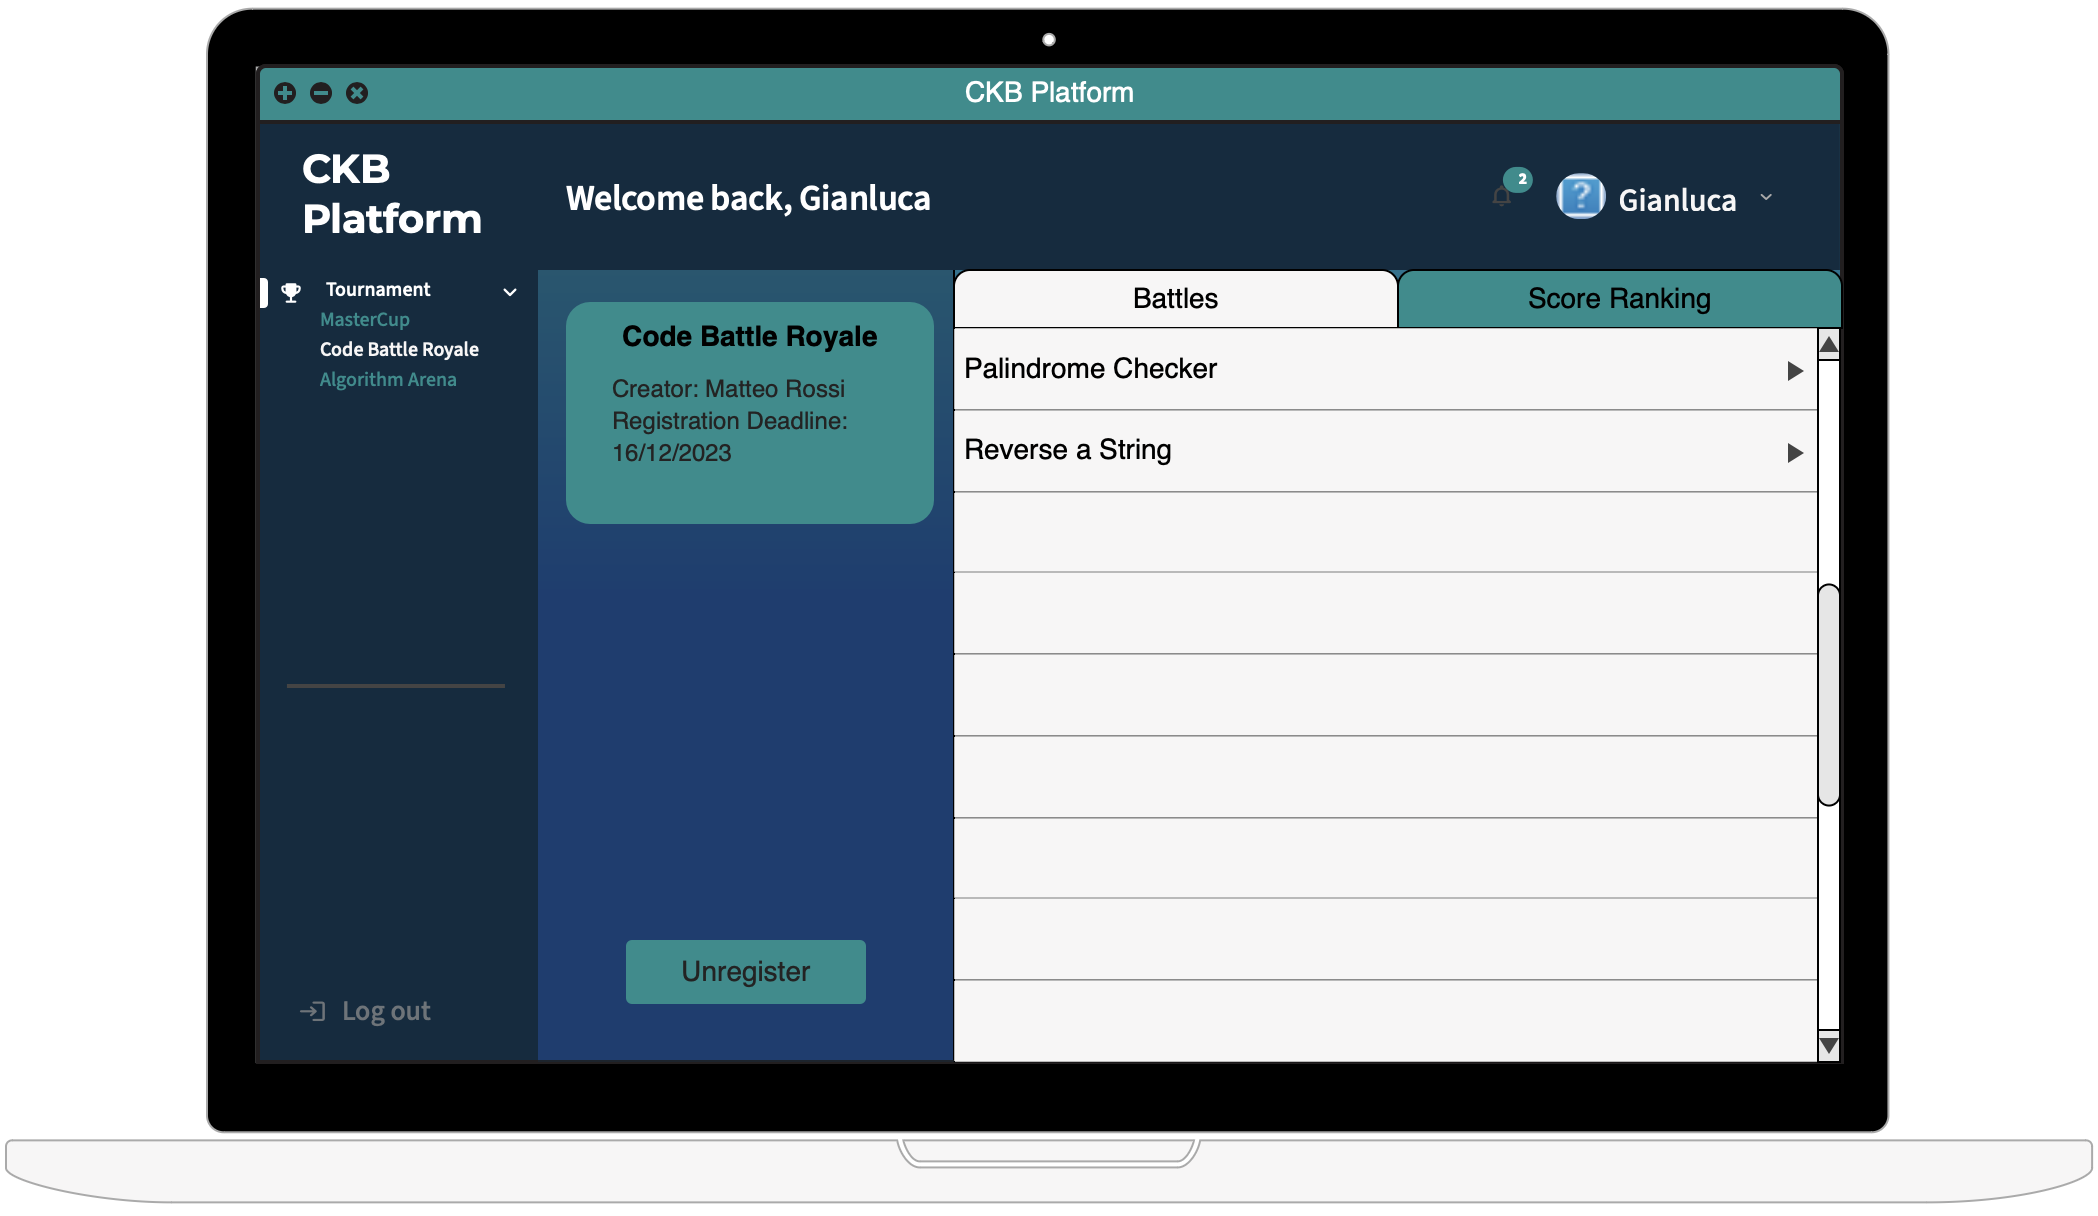 CKB Platform
CKB
Platform
Welcome back, Gianluca
2
Gianluca
Tournament
MasterCup
Code Battle Royale
Algorithm Arena
Log out
Code Battle Royale
Creator: Matteo Rossi
Registration Deadline:
16/12/2023
Unregister
Battles
Score Ranking
Palindrome Checker
Reverse a String